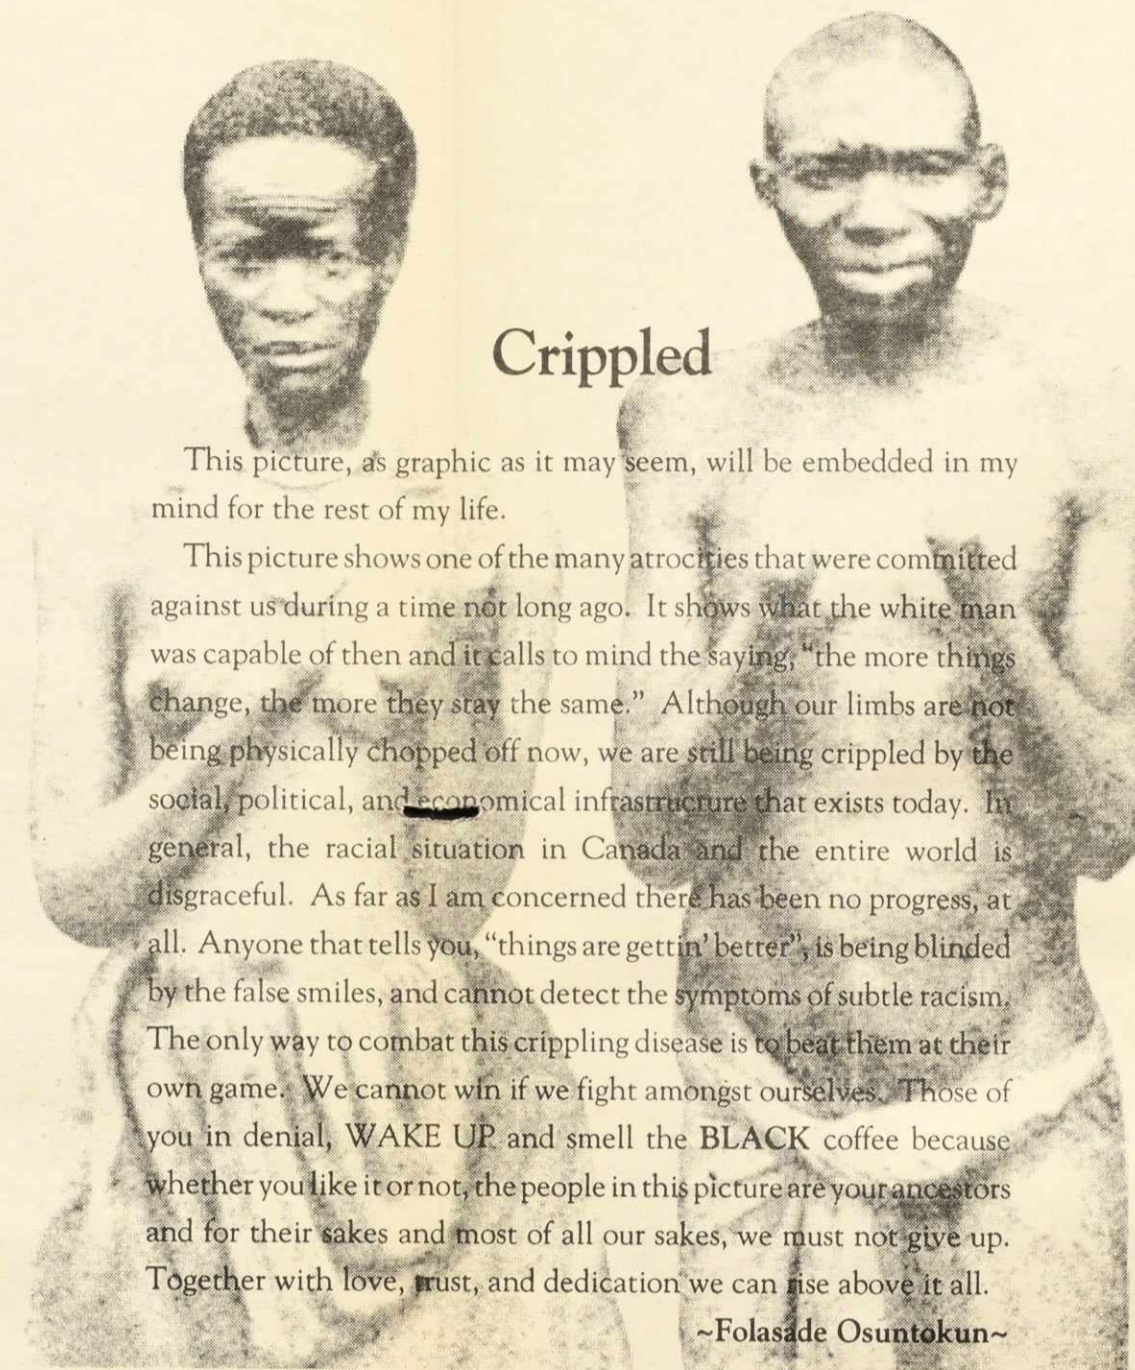 Crippled
This picture, as graphic as it may seem, will be embedded in my
mind for the rest of my life.
This picture shows one of the many atrocities that were committed
against us during a time not long ago. It shows what the white man
was capable of then and it calls to mind the saying, "the more things
change, the more they stay the same." Although our limbs are not
being physically chopped off now, we are still being crippled by the
social, political, and economical infrastructure that exists today. In
general, the racial situation in Canada and the entire world is
disgraceful. As far as I am concerned there has been no progress, at
all. Anyone that tells you, "things are gettin' better", is being blinded
by the false smiles, and cannot detect the symptoms of subtle racism.
The only way to combat this crippling disease is to beat them at their
own game. We cannot win if we fight amongst ourselves. Those of
you in denial, WAKE UP and smell the BLACK coffee because
whether you like it or not, the people in this picture are your ancestors
and for their sakes and most of all our sakes, we must not give up.
Together with love, trust, and dedication we can rise above it all.
~Folasade Osuntokun~